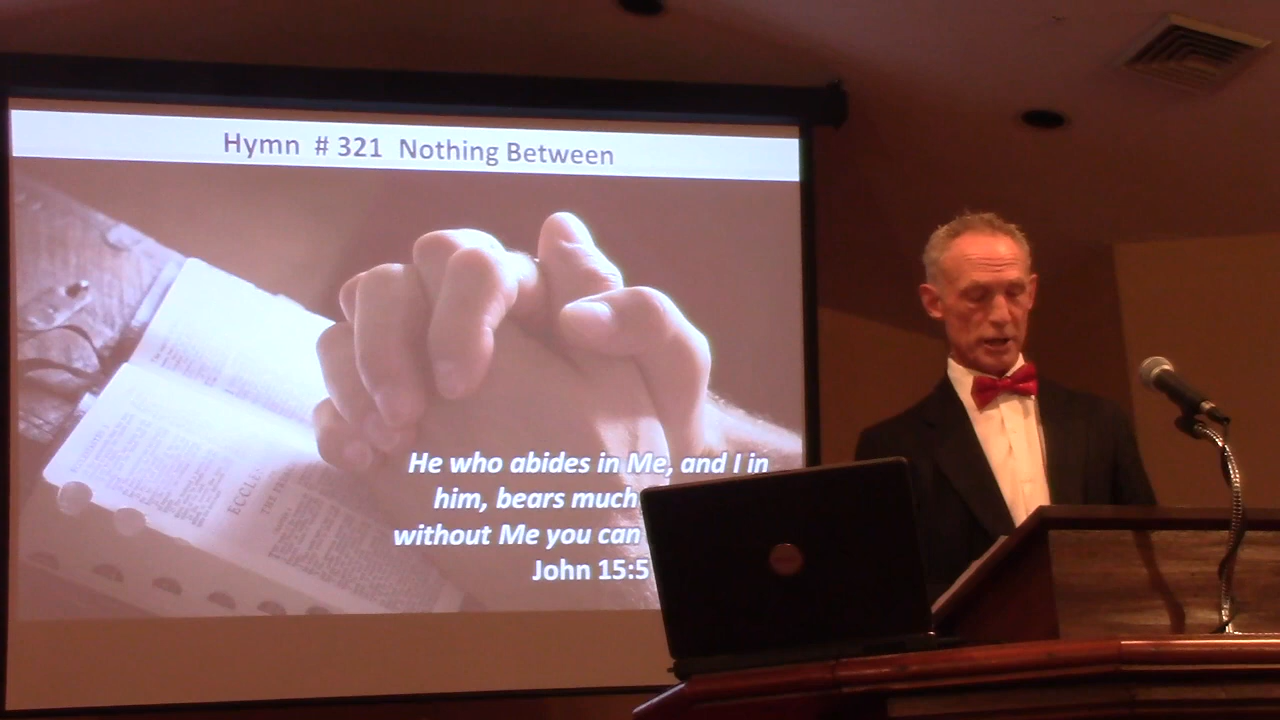 Hymn # 321 Nothing Between
He who abides in Me, and I in
him, bears much
without Me you can
John 15:5